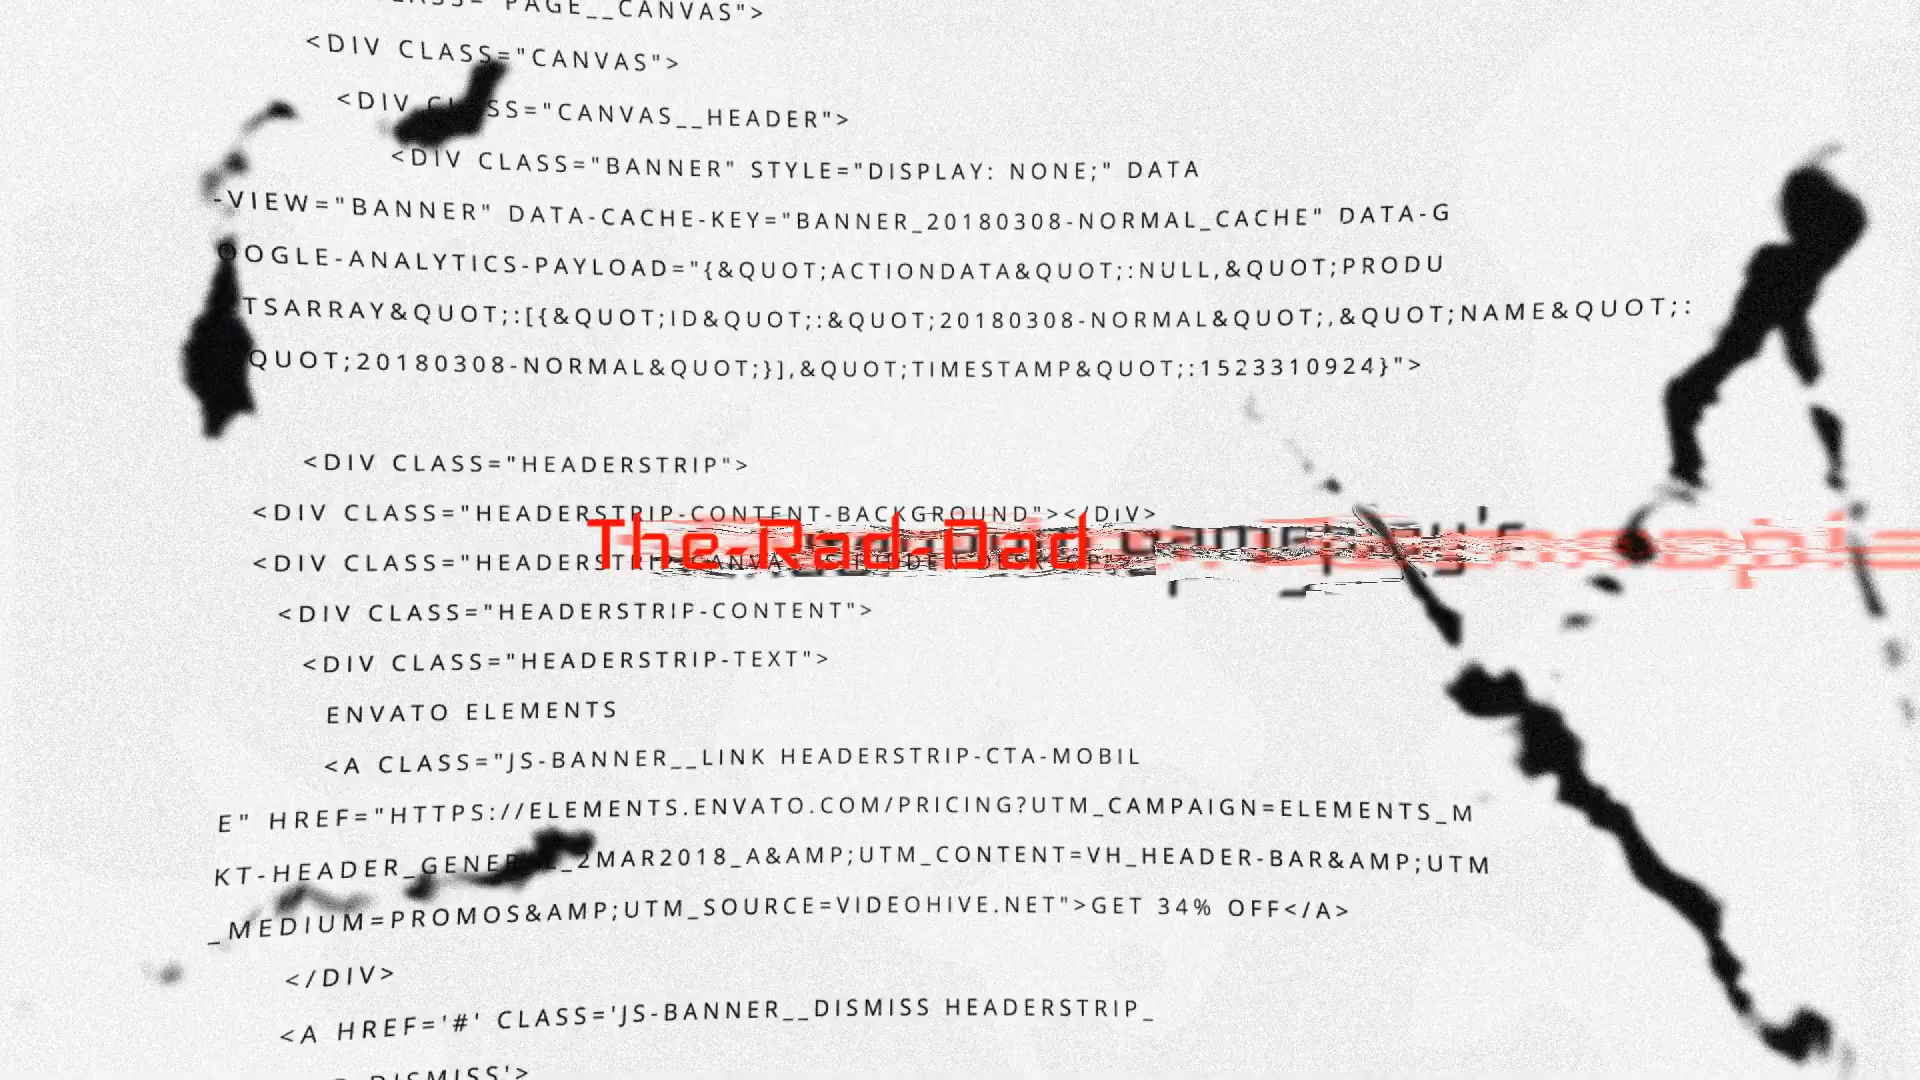 PAGE__CANVAS">
<DIV CLASS="CANVAS">
<DIV CLASS="CANVAS__HEADER">
<DIV CLASS="BANNER" STYLE="DISPLAY: NONE;" DATA
-VIEW="BANNER" DATA-CACHE-KEY="BANNER_20180308-NORMAL_CACHE" DATA-G
OOGLE-ANALYTICS-PAYLOAD="{&QUOT;ACTIONDATA&QUOT;:NULL,&QUOT;PRODU
TSARRAY&QUOT;:[{&QUOT;ID&QUOT;:&QUOT;20180308-NORMAL&QUOT;,&QUOT;NAME&QUOT;:
QUOT;20180308-NORMAL&QUOT;}],&QUOT;TIMESTAMP&QUOT;:1523310924}">
<DIV CLASS="HEADERSTRIP">
<DIV CLASS="HEADERSTRIP-CONTENT-BACKGROUND"></DIV>
The-Rad-Dad
<DIV CLASS="HEADERSTRIP-CONTENT">
<DIV CLASS="HEADERSTRIP-TEXT">
ENVATO ELEMENTS
<A CLASS="JS-BANNER__LINK HEADERSTRIP-CTA-MOBIL
E" HREF="HTTPS://ELEMENTS.ENVATO.COM/PRICING?UTM_CAMPAIGN=ELEMENTS_M
KT-HEADER_GENE _2MAR2018_A&AMP;UTM_CONTENT=VH_HEADER-BAR&AMP;UTM
_MEDIUM=PROMOS&AMP;UTM_SOURCE=VIDEOHIVE.NET">GET 34% OFF</A>
</DIV>
<A HREF='#' CLASS='JS-BANNER__DISMISS HEADERSTRIP_
DISMISS'>